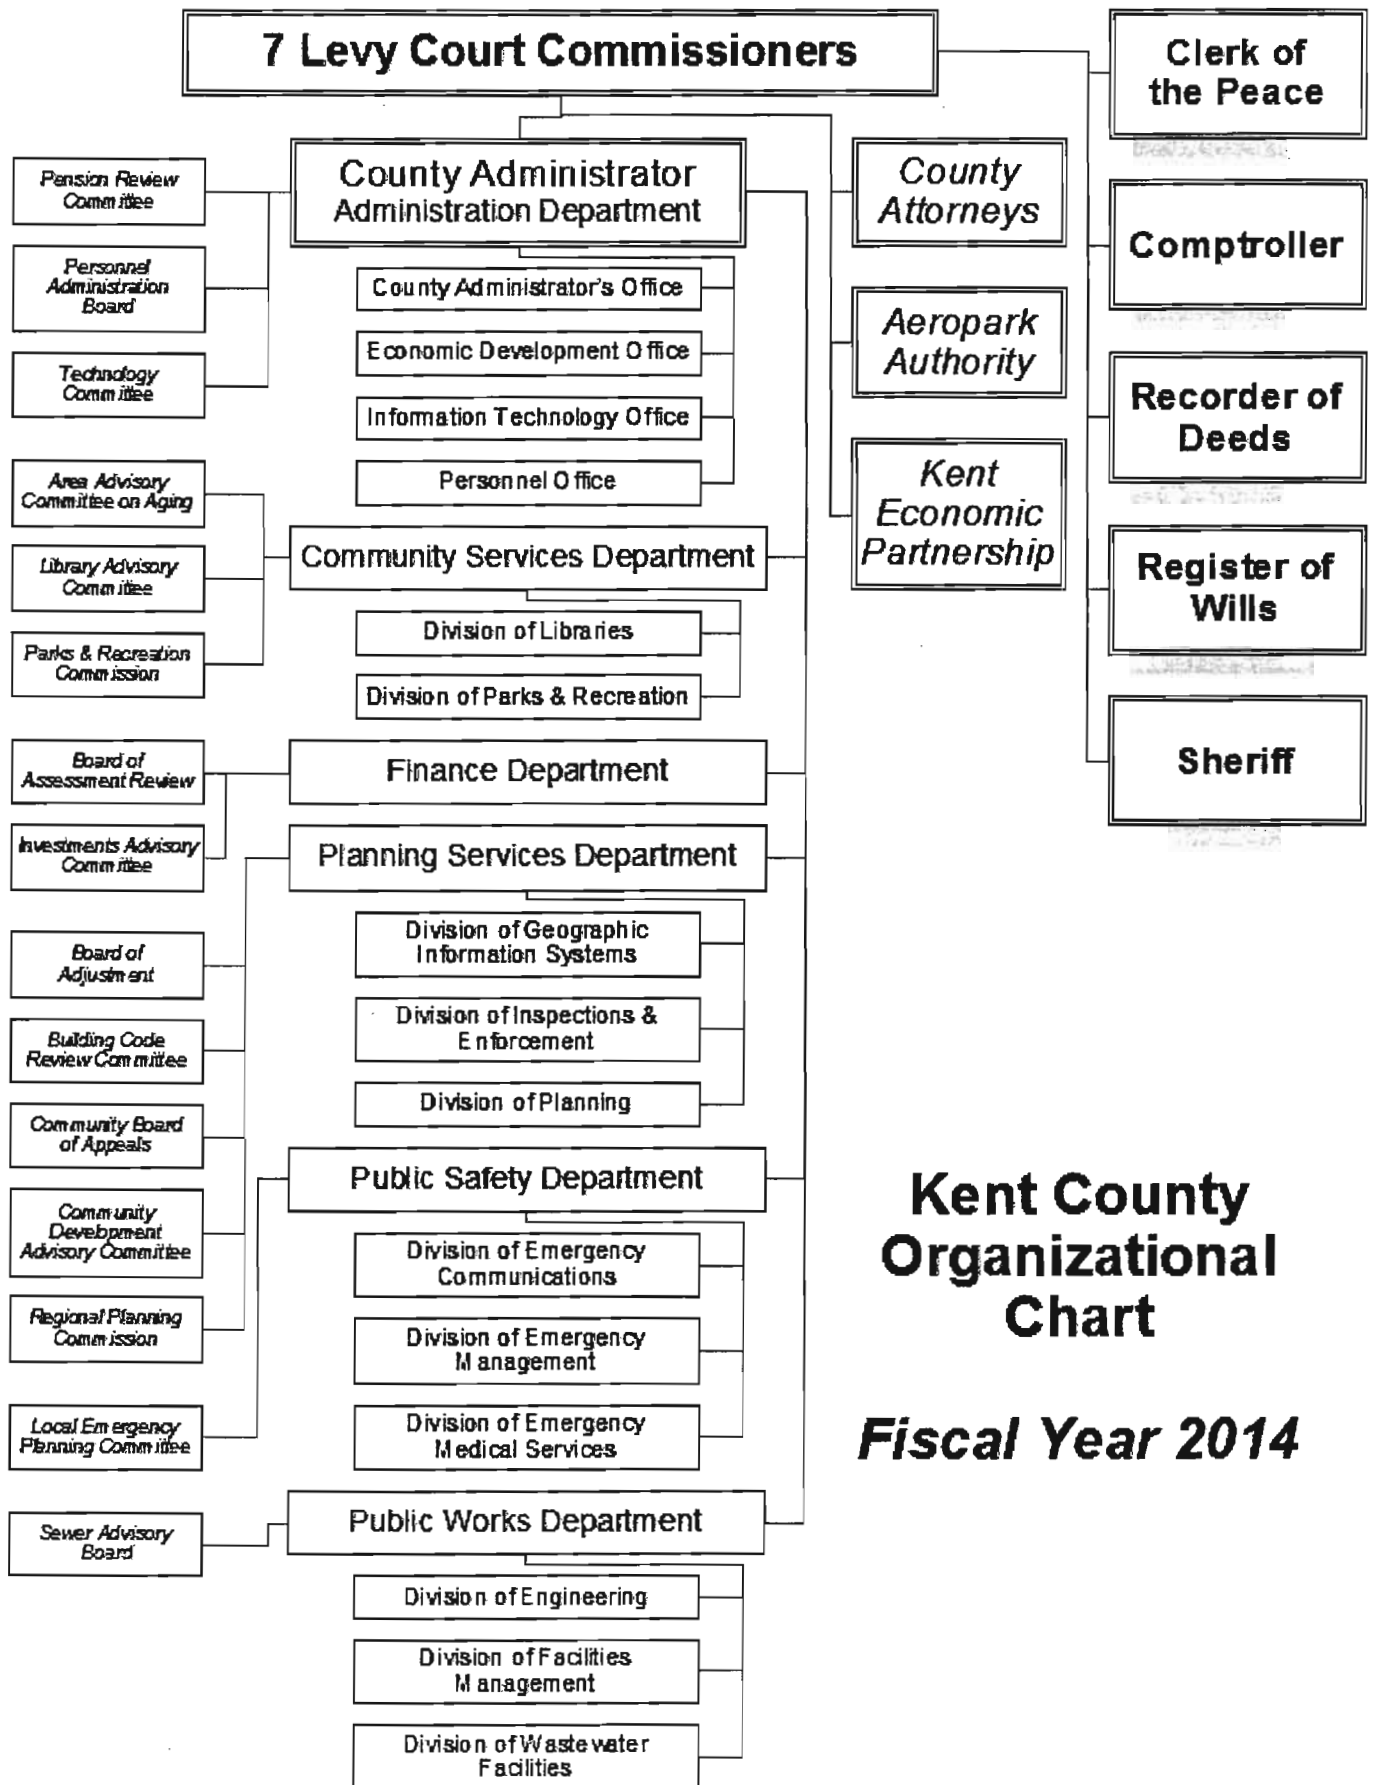 7 Levy Court Commissioners
Clerk of
the Peace
Comptroller
Recorder of
Deeds
Register of
Wills
Sheriff
County
Attorneys
Aeropark
Authority
Kent
Economic
Partnership
County Administrator
Administration Department
County Administrator's Office
Economic Development Office
Information Technology Office
Personnel Office
Pension Review
Committee
Personnel
Administration
Board
Technology
Committee
Community Services Department
Division of Libraries
Division of Parks & Recreation
Area Advisory
Committee on Aging
Library Advisory
Committee
Parks & Recreation
Commission
Finance Department
Board of
Assessment Review
Investments Advisory
Committee
Planning Services Department
Division of Geographic
Information Systems
Division of Inspections &
Enforcement
Division of Planning
Board of
Adjustment
Building Code
Review Committee
Community Board
of Appeals
Community
Development
Advisory Committee
Regional Planning
Commission
Public Safety Department
Division of Emergency
Communications
Division of Emergency
Management
Division of Emergency
Medical Services
Local Emergency
Planning Committee
Public Works Department
Division of Engineering
Division of Facilities
Management
Division of Wastewater
Facilities
Sewer Advisory
Board
Kent County
Organizational
Chart
Fiscal Year 2014